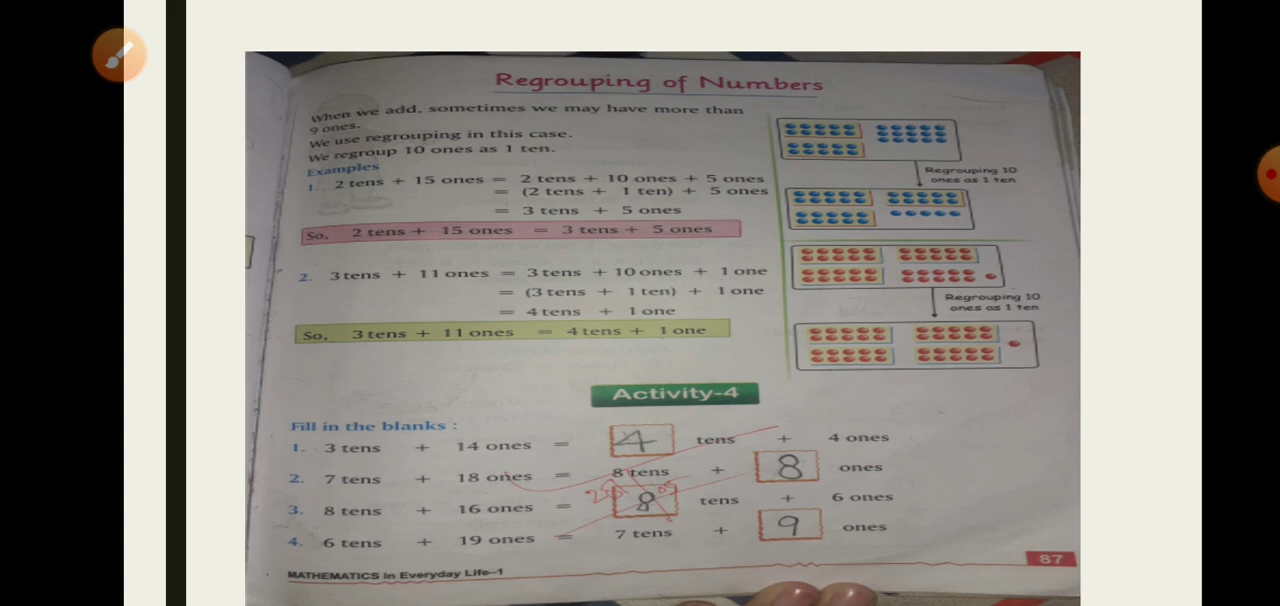 Regrouping of Numbers
When we add, sometimes we may have more than
9 ones.
We use regrouping in this case.
We regroup 10 ones as 1 ten.
Examples
1. 2 tens + 15 ones = 2 tens + 10 ones + 5 ones
= (2 tens + 1 ten) + 5 ones
= 3 tens + 5 ones
So, 2 tens + 15 ones = 3 tens + 5 ones
Regrouping 10
ones as 1 ten
2. 3 tens + 11 ones = 3 tens + 10 ones + 1 one
= (3 tens + 1 ten) + 1 one
= 4 tens + 1 one
So, 3 tens + 11 ones = 4 tens + 1 one
Regrouping 10
ones as 1 ten
Activity-4
Fill in the blanks :
1. 3 tens + 14 ones = 4 tens + 4 ones
2. 7 tens + 18 ones = 8 tens + 8 ones
3. 8 tens + 16 ones = 8 tens + 6 ones
4. 6 tens + 19 ones = 7 tens + 9 ones
MATHEMATICS in Everyday Life-1
87